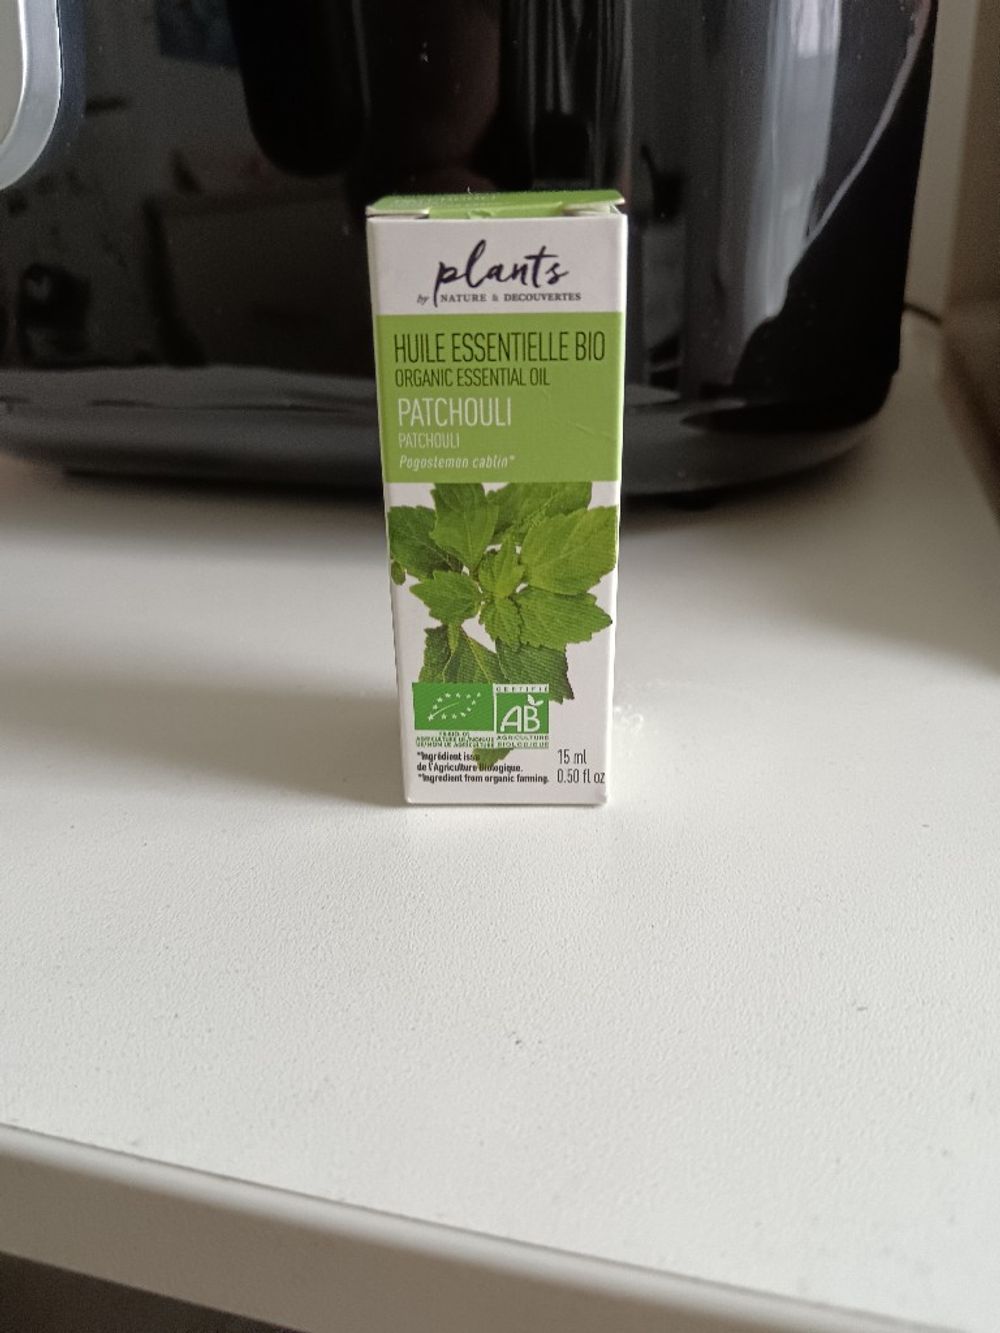 plants
by NATURE & DECOUVERTES
HUILE ESSENTIELLE BIO
ORGANIC ESSENTIAL OIL
PATCHOULI
PATCHOULI
Pogostemon cablin*
CERTIFIÉ
AB
AGRICULTURE
BIOLOGIQUE
*Ingrédient issu
de l'Agriculture Biologique.
*Ingredient from organic farming.
15 ml
0.50 fl oz